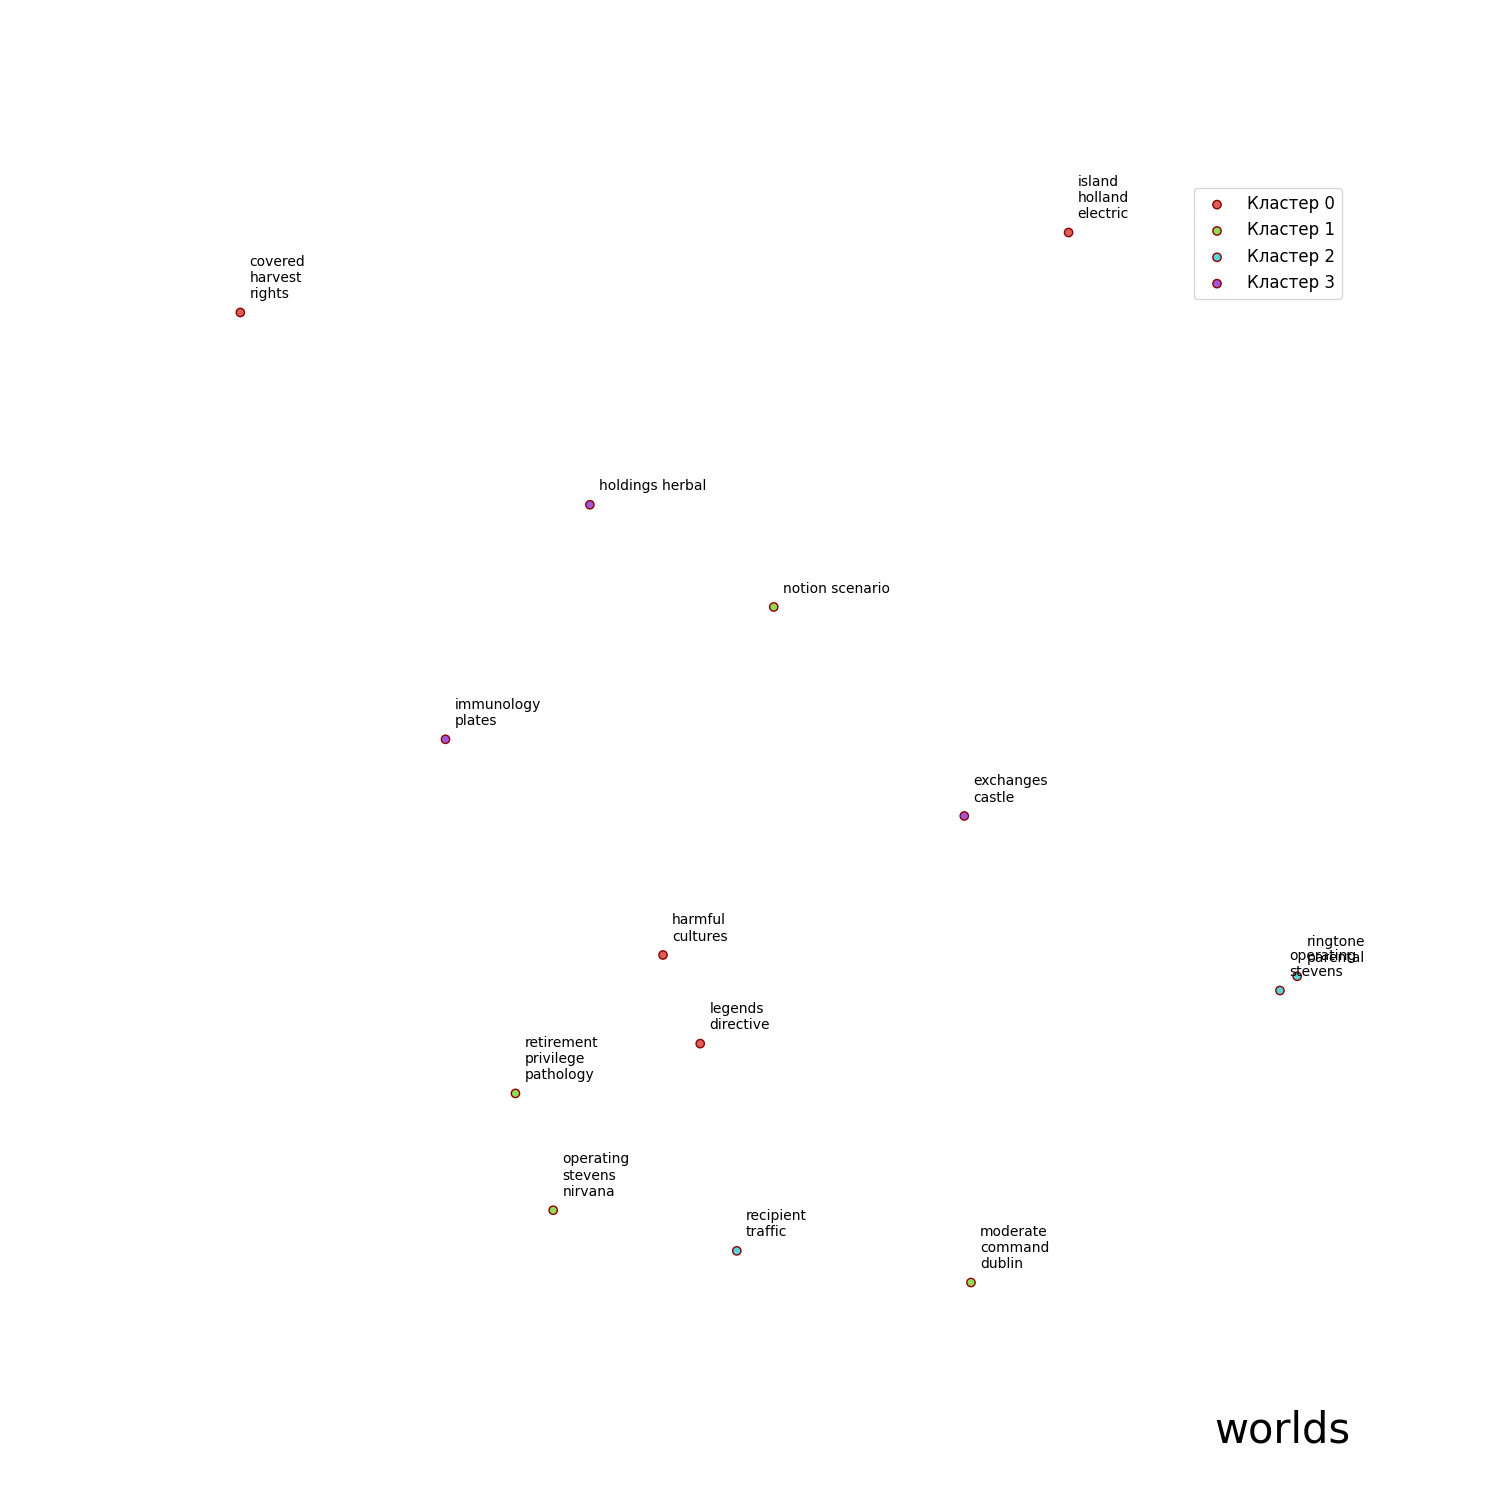 island
holland
electric
Кластер 0
Кластер 1
Кластер 2
Кластер 3
covered
harvest
rights
holdings herbal
notion scenario
immunology
plates
exchanges
castle
harmful
cultures
ringtone
parental
operating
stevens
legends
directive
retirement
privilege
pathology
operating
stevens
nirvana
recipient
traffic
moderate
command
dublin
worlds